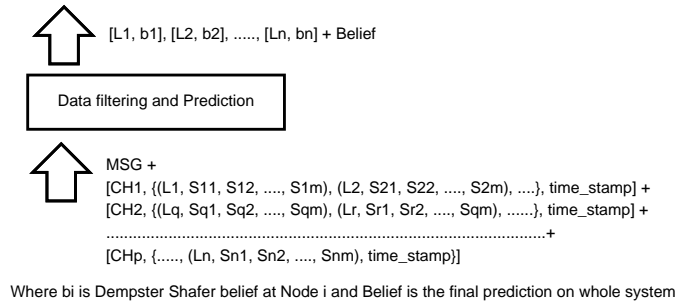 [L1, b1], [L2, b2], ....., [Ln, bn] + Belief
Data filtering and Prediction
MSG +
[CH1, {(L1, S11, S12, ...., S1m), (L2, S21, S22, ...., S2m), ....}, time_stamp] +
[CH2, {(Lq, Sq1, Sq2, ...., Sqm), (Lr, Sr1, Sr2, ...., Sqm), ......}, time_stamp] +
....................................................................................................+
[CHp, {....., (Ln, Sn1, Sn2, ...., Snm), time_stamp}]
Where bi is Dempster Shafer belief at Node i and Belief is the final prediction on whole system